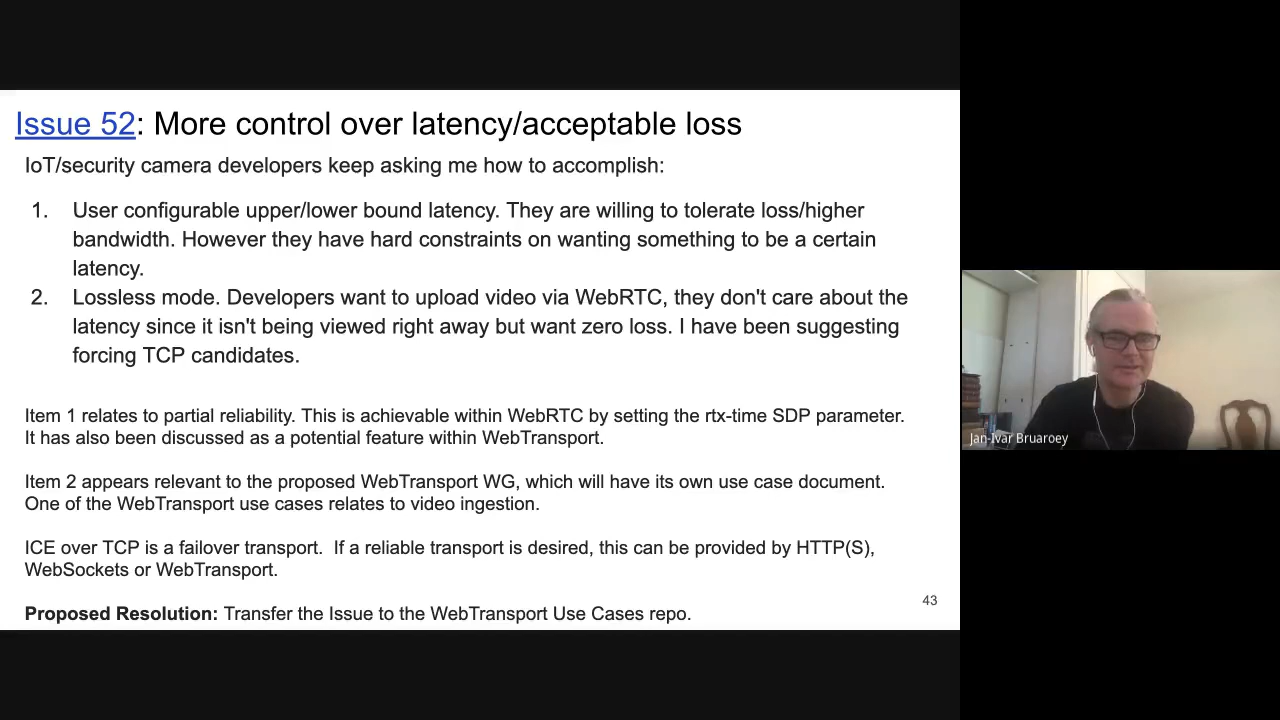 Issue 52: More control over latency/acceptable loss
IoT/security camera developers keep asking me how to accomplish:
1. User configurable upper/lower bound latency. They are willing to tolerate loss/higher
bandwidth. However they have hard constraints on wanting something to be a certain
latency.
2. Lossless mode. Developers want to upload video via WebRTC, they don't care about the
latency since it isn't being viewed right away but want zero loss. I have been suggesting
forcing TCP candidates.
Item 1 relates to partial reliability. This is achievable within WebRTC by setting the rtx-time SDP parameter.
It has also been discussed as a potential feature within WebTransport.
Item 2 appears relevant to the proposed WebTransport WG, which will have its own use case document.
One of the WebTransport use cases relates to video ingestion.
ICE over TCP is a failover transport.  If a reliable transport is desired, this can be provided by HTTP(S),
WebSockets or WebTransport.
Proposed Resolution: Transfer the Issue to the WebTransport Use Cases repo.
43
Jan-Ivar Bruaroey